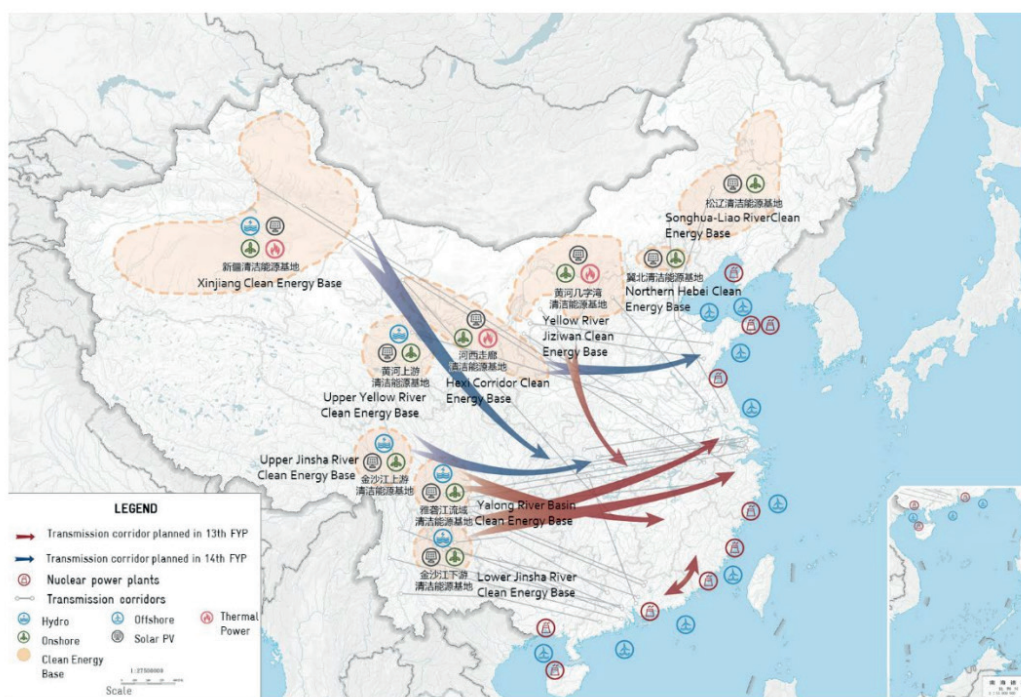 松辽清洁能源基地
Songhua-Liao RiverClean
Energy Base
新疆清洁能源基地
Xinjiang Clean Energy Base
冀北清洁能源基地
Northern Hebei Clean
Energy Base
黄河几字湾
清洁能源基地
Yellow River
Jiziwan Clean
Energy Base
河西走廊
清洁能源基地
Hexi Corridor Clean
Energy Base
黄河上游
清洁能源基地
Upper Yellow River
Clean Energy Base
Upper Jinsha River
Clean Energy Base
金沙江上游
清洁能源基地
雅砻江流域
清洁能源基地
Yalong River Basin
Clean Energy Base
金沙江下游
清洁能源基地
Lower Jinsha River
Clean Energy Base
LEGEND
Transmission corridor planned in 13th FYP
Transmission corridor planned in 14th FYP
Nuclear power plants
Transmission corridors
Hydro
Offshore
Thermal
Power
Onshore
Solar PV
Clean Energy
Base
1:27500000
Scale